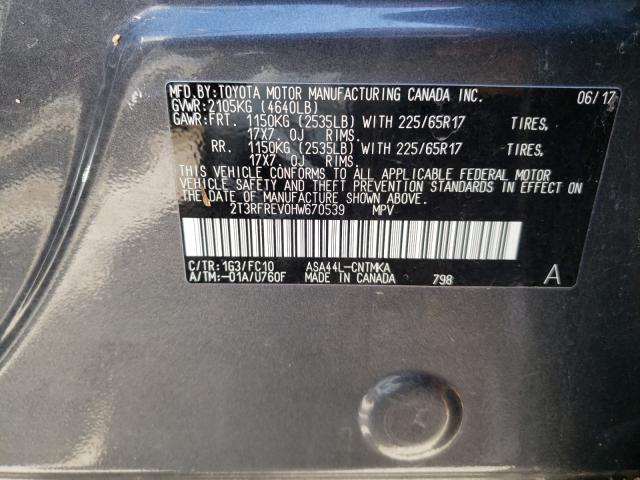 MFD.BY:TOYOTA MOTOR MANUFACTURING CANADA INC. 06/17
GVWR:2105KG (4640LB)
GAWR:FRT. 1150KG (2535LB) WITH 225/65R17 TIRES,
17X7.0J RIMS.
RR. 1150KG (2535LB) WITH 225/65R17 TIRES,
17X7.0J RIMS.
THIS VEHICLE CONFORMS TO ALL APPLICABLE FEDERAL MOTOR
VEHICLE SAFETY AND THEFT PREVENTION STANDARDS IN EFFECT ON
THE DATE OF MANUFACTURE SHOWN ABOVE.
2T3RFREV0HW670539 MPV
C/TR:1G3/FC10 ASA44L-CNTMKA
A/TM:-01A/U760F MADE IN CANADA 798 A